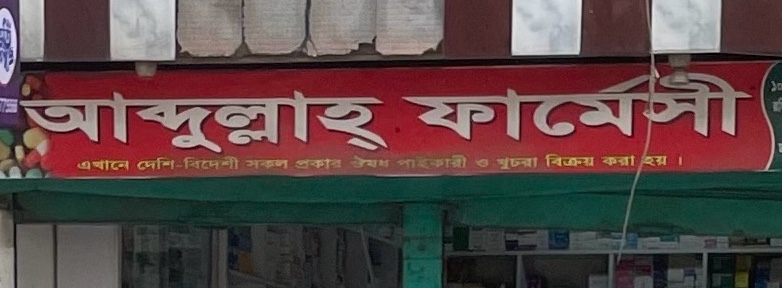 আব্দুল্লাহ্ ফার্মেসী
এখানে দেশি-বিদেশী সকল প্রকার ঔষধ পাইকারী ও খুচরা বিক্রয় করা হয় ।